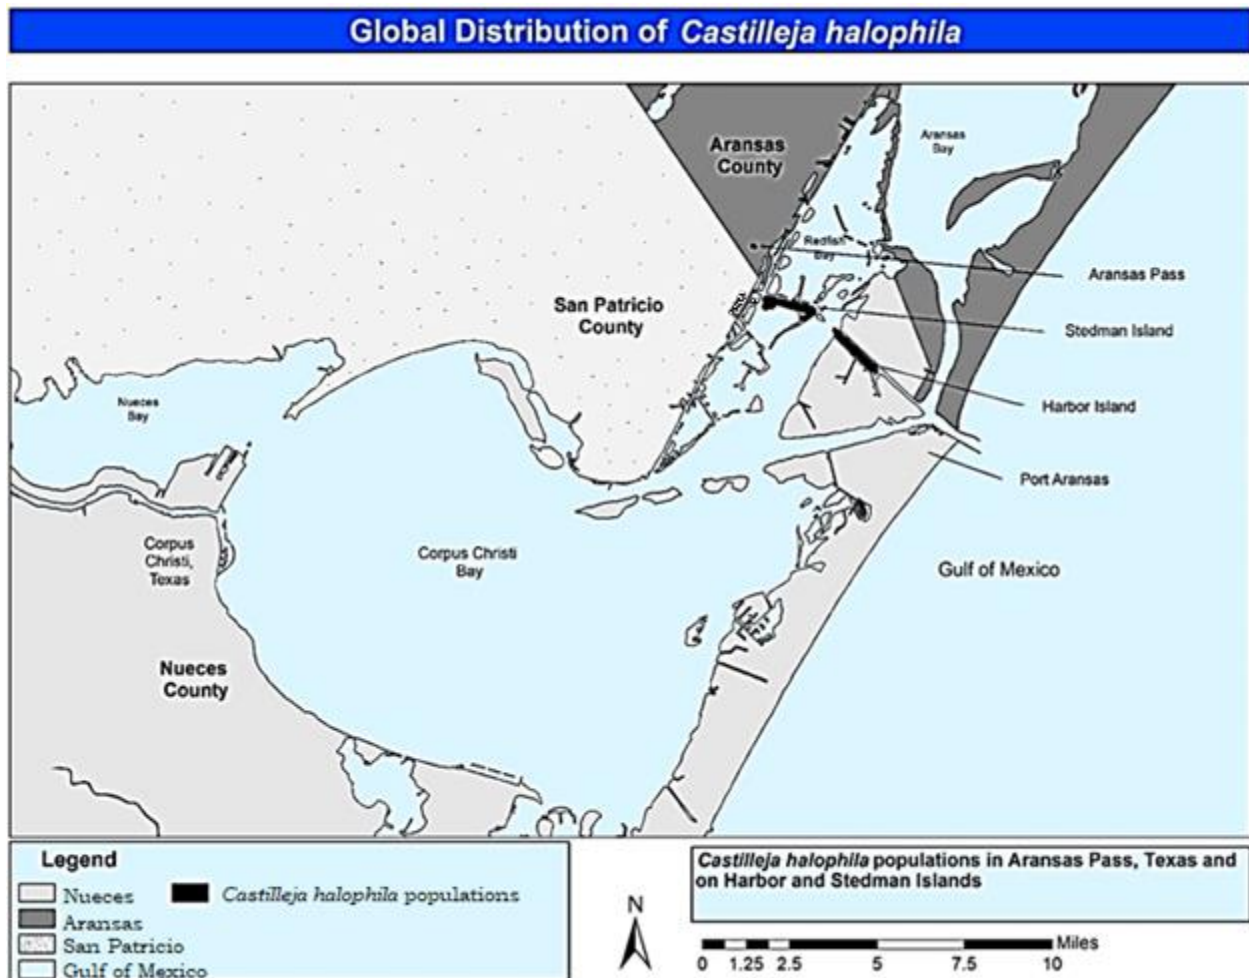 Global Distribution of Castilleja halophila
Aransas
County
Aransas
Bay
Redfish
Bay
Aransas Pass
San Patricio
County
Stedman Island
Nueces
Bay
Harbor Island
Port Aransas
Corpus
Christi,
Texas
Corpus Christi
Bay
Gulf of Mexico
Nueces
County
Legend
Nueces
Castilleja halophila populations
Aransas
San Patricio
Gulf of Mexico
N
Castilleja halophila populations in Aransas Pass, Texas and
on Harbor and Stedman Islands
Miles
0 1.25 2.5 5 7.5 10